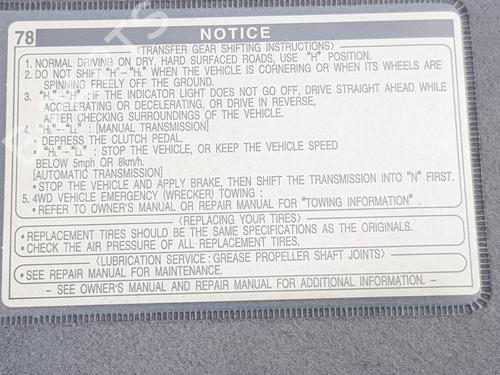 78 NOTICE
〈TRANSFER GEAR SHIFTING INSTRUCTIONS〉
1. NORMAL DRIVING ON DRY, HARD SURFACED ROADS, USE "H" POSITION.
2. DO NOT SHIFT "H"↔"HL" WHEN THE VEHICLE IS CORNERING OR WHEN ITS WHEELS ARE
SPINNING FREELY OFF THE GROUND.
3. "HL"→"H" : IF THE INDICATOR LIGHT DOES NOT GO OFF, DRIVE STRAIGHT AHEAD WHILE
ACCELERATING OR DECELERATING, OR DRIVE IN REVERSE,
AFTER CHECKING SURROUNDINGS OF THE VEHICLE.
4. "HL"↔"LL" : [MANUAL TRANSMISSION]
• DEPRESS THE CLUTCH PEDAL.
• "HL"→"LL" : STOP THE VEHICLE, OR KEEP THE VEHICLE SPEED
BELOW 5mph OR 8km/h.
[AUTOMATIC TRANSMISSION]
• STOP THE VEHICLE AND APPLY BRAKE, THEN SHIFT THE TRANSMISSION INTO "N" FIRST.
5. 4WD VEHICLE EMERGENCY (WRECKER) TOWING :
• REFER TO OWNER'S MANUAL OR REPAIR MANUAL FOR "TOWING INFORMATION" .
〈REPLACING YOUR TIRES〉
• REPLACEMENT TIRES SHOULD BE THE SAME SPECIFICATIONS AS THE ORIGINALS.
• CHECK THE AIR PRESSURE OF ALL REPLACEMENT TIRES.
〈LUBRICATION SERVICE : GREASE PROPELLER SHAFT JOINTS〉
• SEE REPAIR MANUAL FOR MAINTENANCE.
– SEE OWNER'S MANUAL AND REPAIR MANUAL FOR ADDITIONAL INFORMATION –